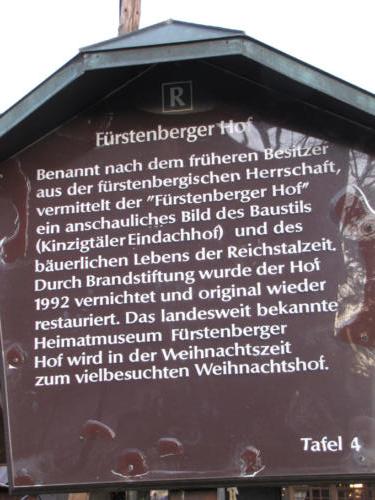 R
Fürstenberger Hof
Benannt nach dem früheren Besitzer
aus der fürstenbergischen Herrschaft,
vermittelt der "Fürstenberger Hof"
ein anschauliches Bild des Baustils
(Kinzigtäler Eindachhof) und des
bäuerlichen Lebens der Reichstalzeit.
Durch Brandstiftung wurde der Hof
1992 vernichtet und original wieder
restauriert. Das landesweit bekannte
Heimatmuseum Fürstenberger
Hof wird in der Weihnachtszeit
zum vielbesuchten Weihnachtshof.
Tafel 4